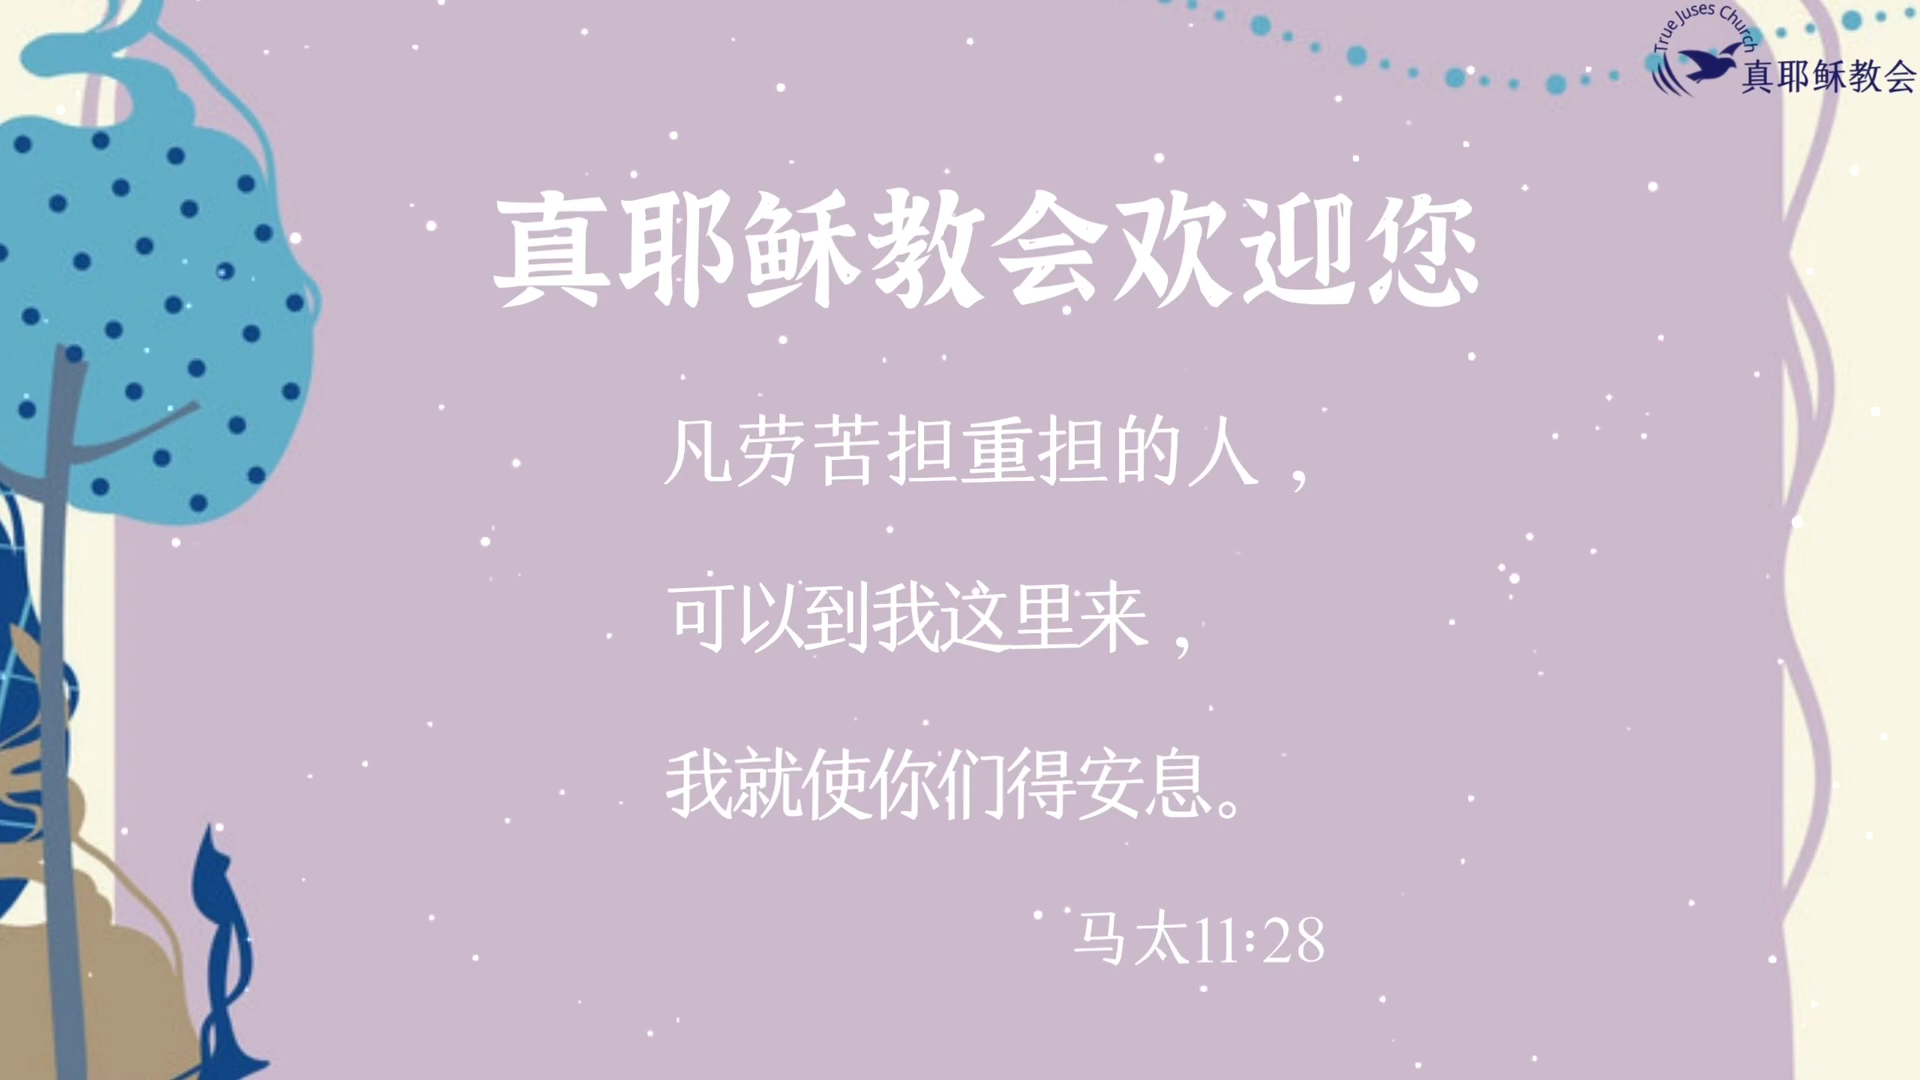 True Juses Church
真耶稣教会
真耶稣教会欢迎您
凡劳苦担重担的人，
可以到我这里来，
我就使你们得安息。
马太11:28